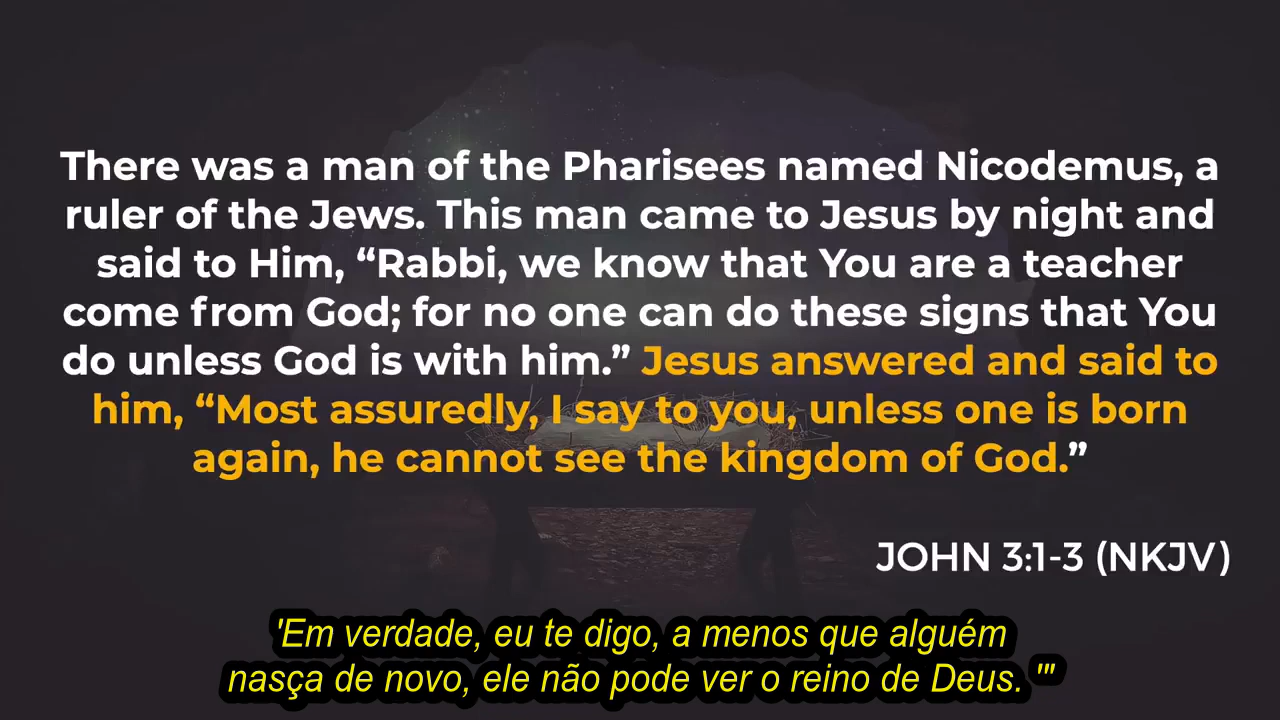 There was a man of the Pharisees named Nicodemus, a
ruler of the Jews. This man came to Jesus by night and
said to Him, “Rabbi, we know that You are a teacher
come from God; for no one can do these signs that You
do unless God is with him.” Jesus answered and said to
him, “Most assuredly, I say to you, unless one is born
again, he cannot see the kingdom of God.”
JOHN 3:1-3 (NKJV)
'Em verdade, eu te digo, a menos que alguém
nasça de novo, ele não pode ver o reino de Deus. '"